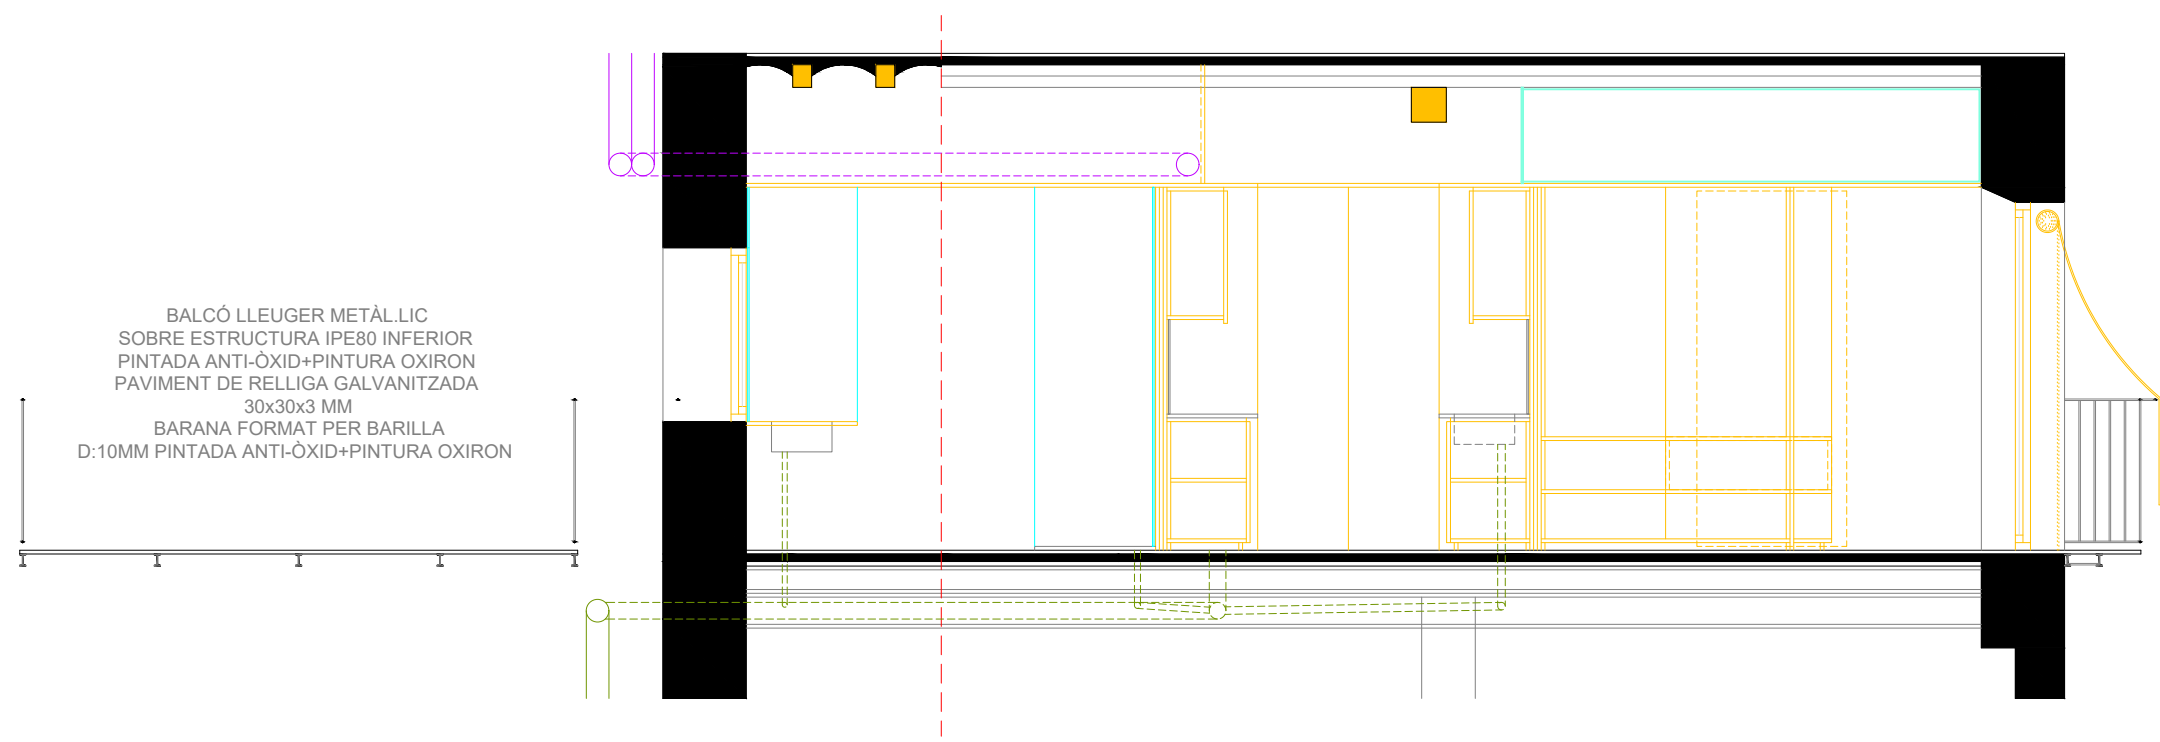 BALCÓ LLEUGER METÀL.LIC
SOBRE ESTRUCTURA IPE80 INFERIOR
PINTADA ANTI-ÒXID+PINTURA OXIRON
PAVIMENT DE RELLIGA GALVANITZADA
30x30x3 MM
BARANA FORMAT PER BARILLA
D:10MM PINTADA ANTI-ÒXID+PINTURA OXIRON